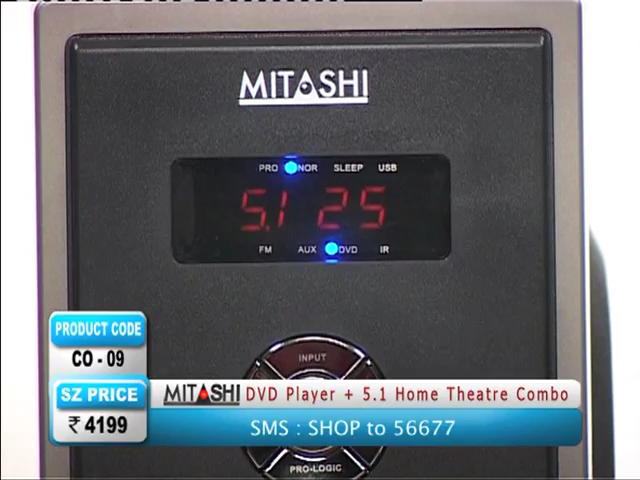 MITASHI
PRO NOR SLEEP USB
5.1 25
FM AUX DVD IR
INPUT
PRO-LOGIC
PRODUCT CODE
CO - 09
SZ PRICE
₹ 4199
MITASHI DVD Player + 5.1 Home Theatre Combo
SMS : SHOP to 56677